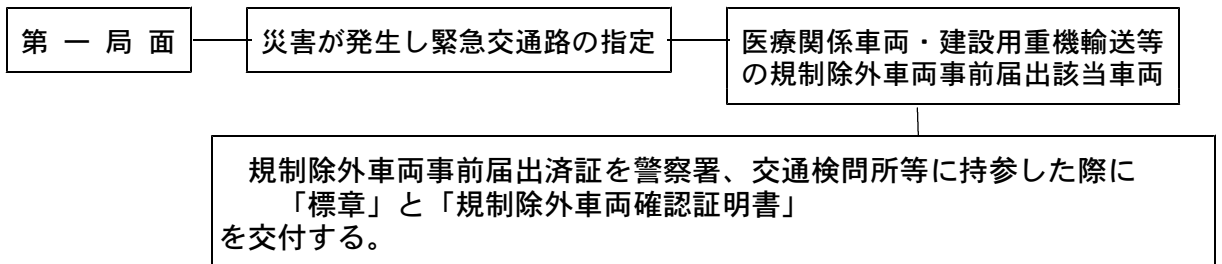 第一局面
災害が発生し緊急交通路の指定
医療関係車両・建設用重機輸送等
の規制除外車両事前届出該当車両
規制除外車両事前届出済証を警察署、交通検問所等に持参した際に
「標章」と「規制除外車両確認証明書」
を交付する。